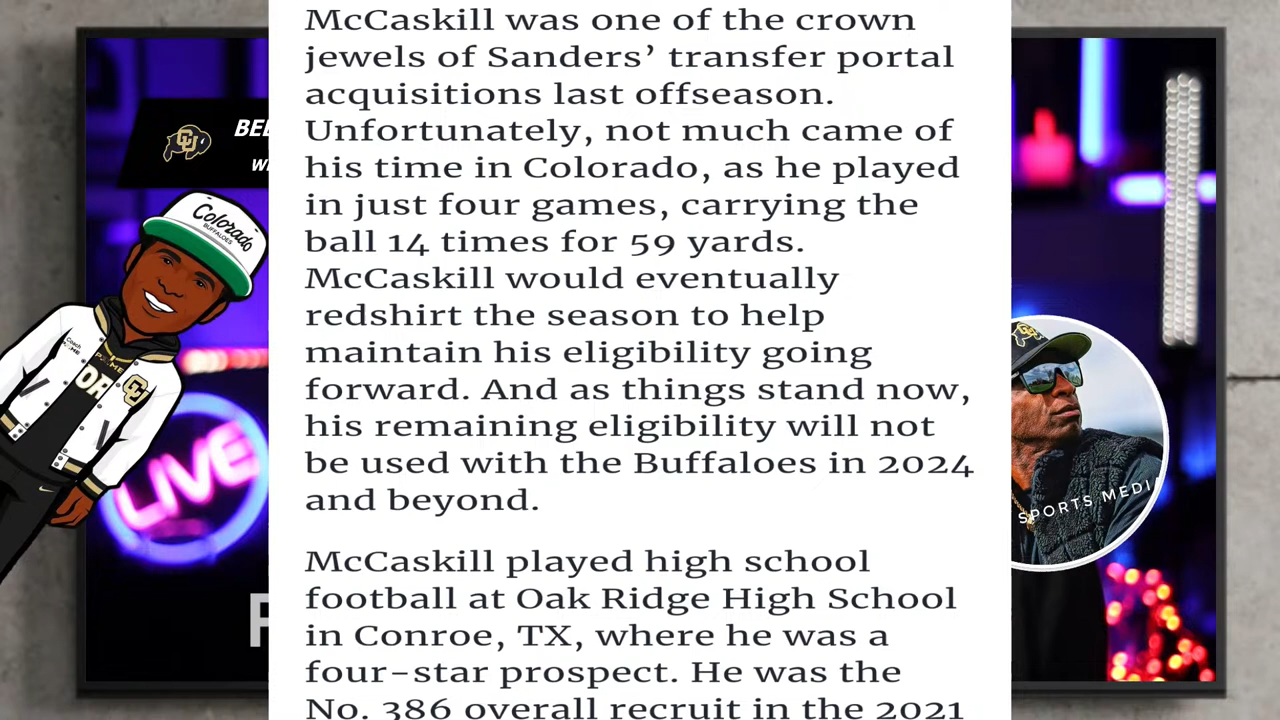 McCaskill was one of the crown
jewels of Sanders’ transfer portal
acquisitions last offseason.
Unfortunately, not much came of
his time in Colorado, as he played
in just four games, carrying the
ball 14 times for 59 yards.
McCaskill would eventually
redshirt the season to help
maintain his eligibility going
forward. And as things stand now,
his remaining eligibility will not
be used with the Buffaloes in 2024
and beyond.
McCaskill played high school
football at Oak Ridge High School
in Conroe, TX, where he was a
four-star prospect. He was the
No. 386 overall recruit in the 2021
Colorado
BUFFALOES
Coach
CU
LIVE
SPORTS MEDIA